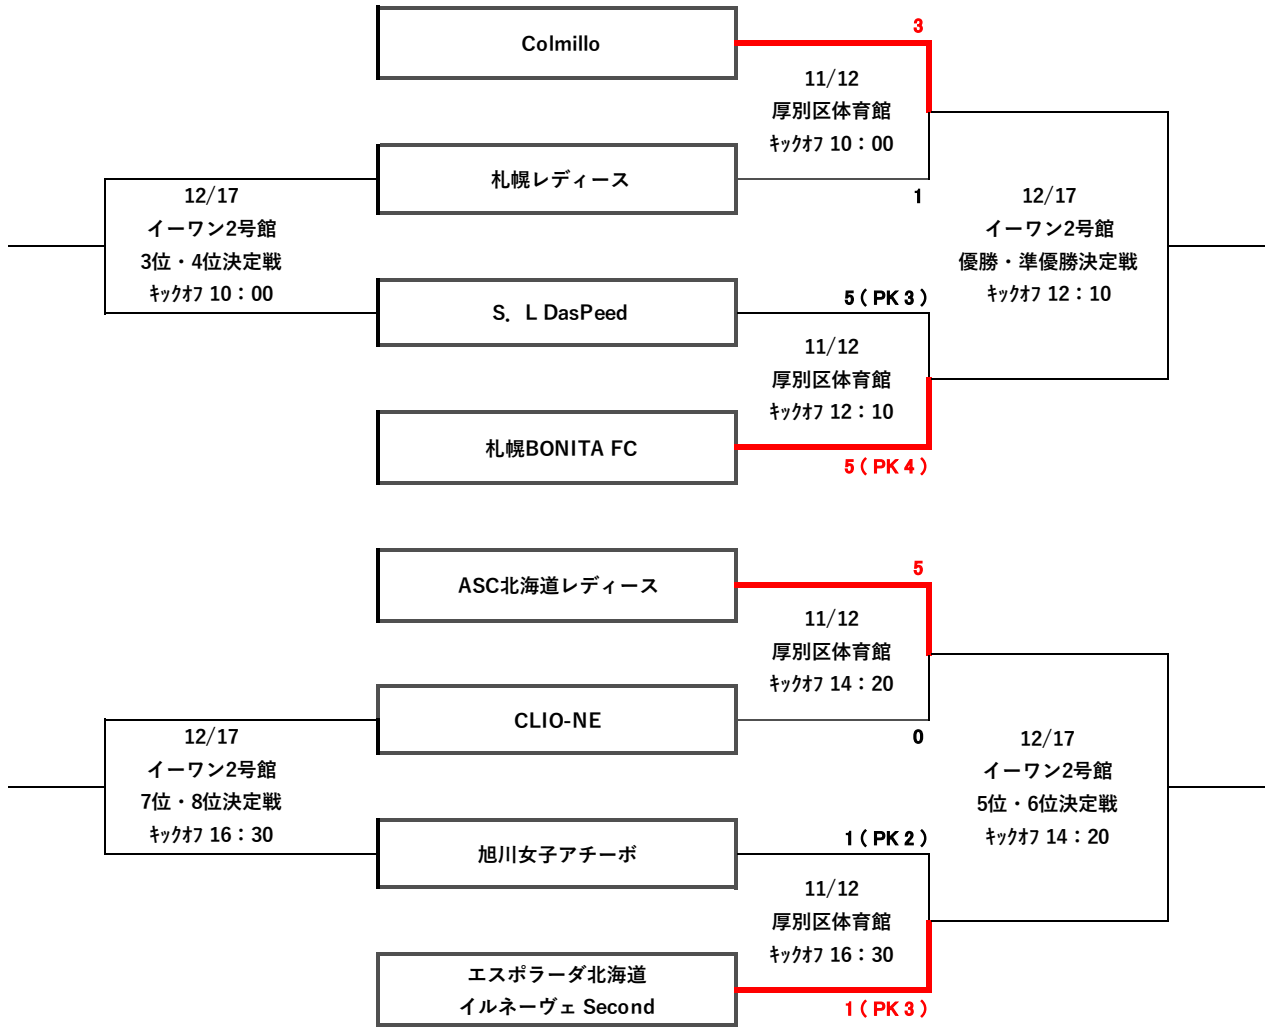 Colmillo
3
11/12
厚別区体育館
ｷｯｸｵﾌ 10：00
札幌レディース
1
12/17
イーワン2号館
3位・4位決定戦
ｷｯｸｵﾌ 10：00
12/17
イーワン2号館
優勝・準優勝決定戦
ｷｯｸｵﾌ 12：10
S．L DasPeed
5 ( PK 3 )
11/12
厚別区体育館
ｷｯｸｵﾌ 12：10
札幌BONITA FC
5 ( PK 4 )
ASC北海道レディース
5
11/12
厚別区体育館
ｷｯｸｵﾌ 14：20
CLIO-NE
0
12/17
イーワン2号館
7位・8位決定戦
ｷｯｸｵﾌ 16：30
12/17
イーワン2号館
5位・6位決定戦
ｷｯｸｵﾌ 14：20
旭川女子アチーボ
1 ( PK 2 )
11/12
厚別区体育館
ｷｯｸｵﾌ 16：30
エスポラーダ北海道
イルネーヴェ Second
1 ( PK 3 )